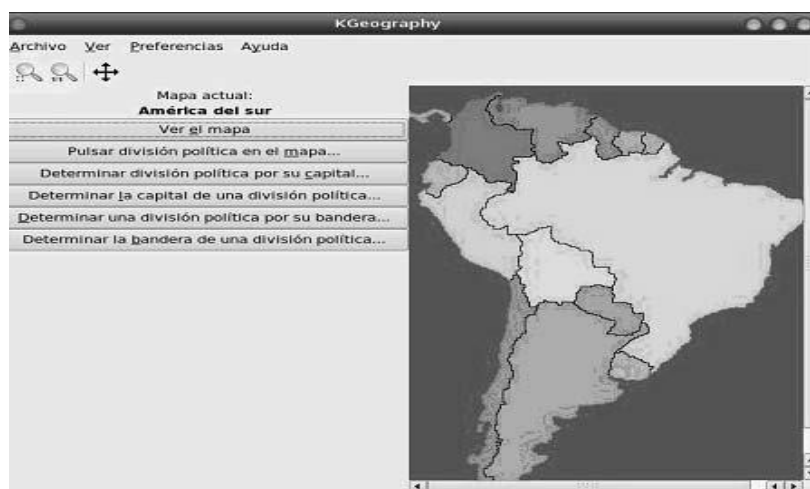 KGeography
Archivo Ver Preferencias Ayuda
Mapa actual:
América del sur
Ver el mapa
Pulsar división política en el mapa...
Determinar división política por su capital...
Determinar la capital de una división política...
Determinar una división política por su bandera...
Determinar la bandera de una división política...